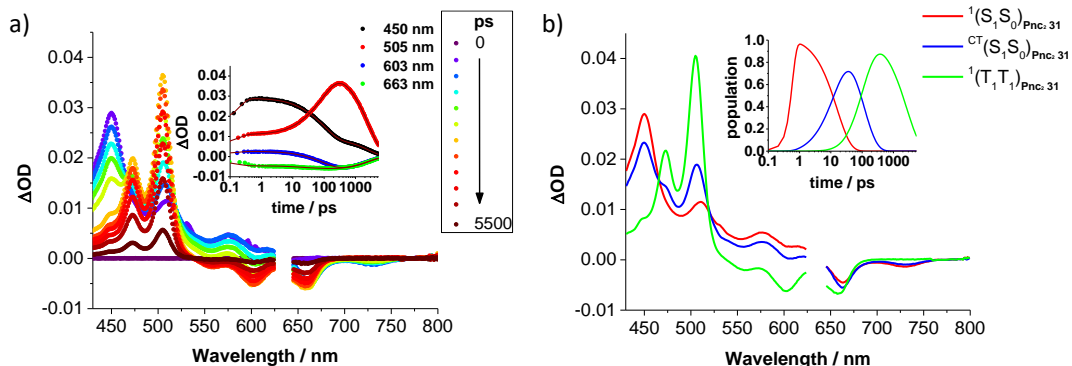 a)
450 nm
505 nm
603 nm
663 nm
ps
0
5500
0.04
0.03
0.02
0.01
0.00
-0.01
ΔOD
0.04
0.03
0.02
0.01
0.00
-0.01
ΔOD
0.1 1 10 100 1000
time / ps
450 500 550 600 650 700 750 800
Wavelength / nm
b)
¹(S₁S₀)Pnc₂ 31
CT(S₁S₀)Pnc₂ 31
¹(T₁T₁)Pnc₂ 31
0.04
0.03
0.02
0.01
0.00
-0.01
ΔOD
1.0
0.8
0.6
0.4
0.2
0.0
population
0.1 1 10 100 1000
time / ps
450 500 550 600 650 700 750 800
Wavelength / nm